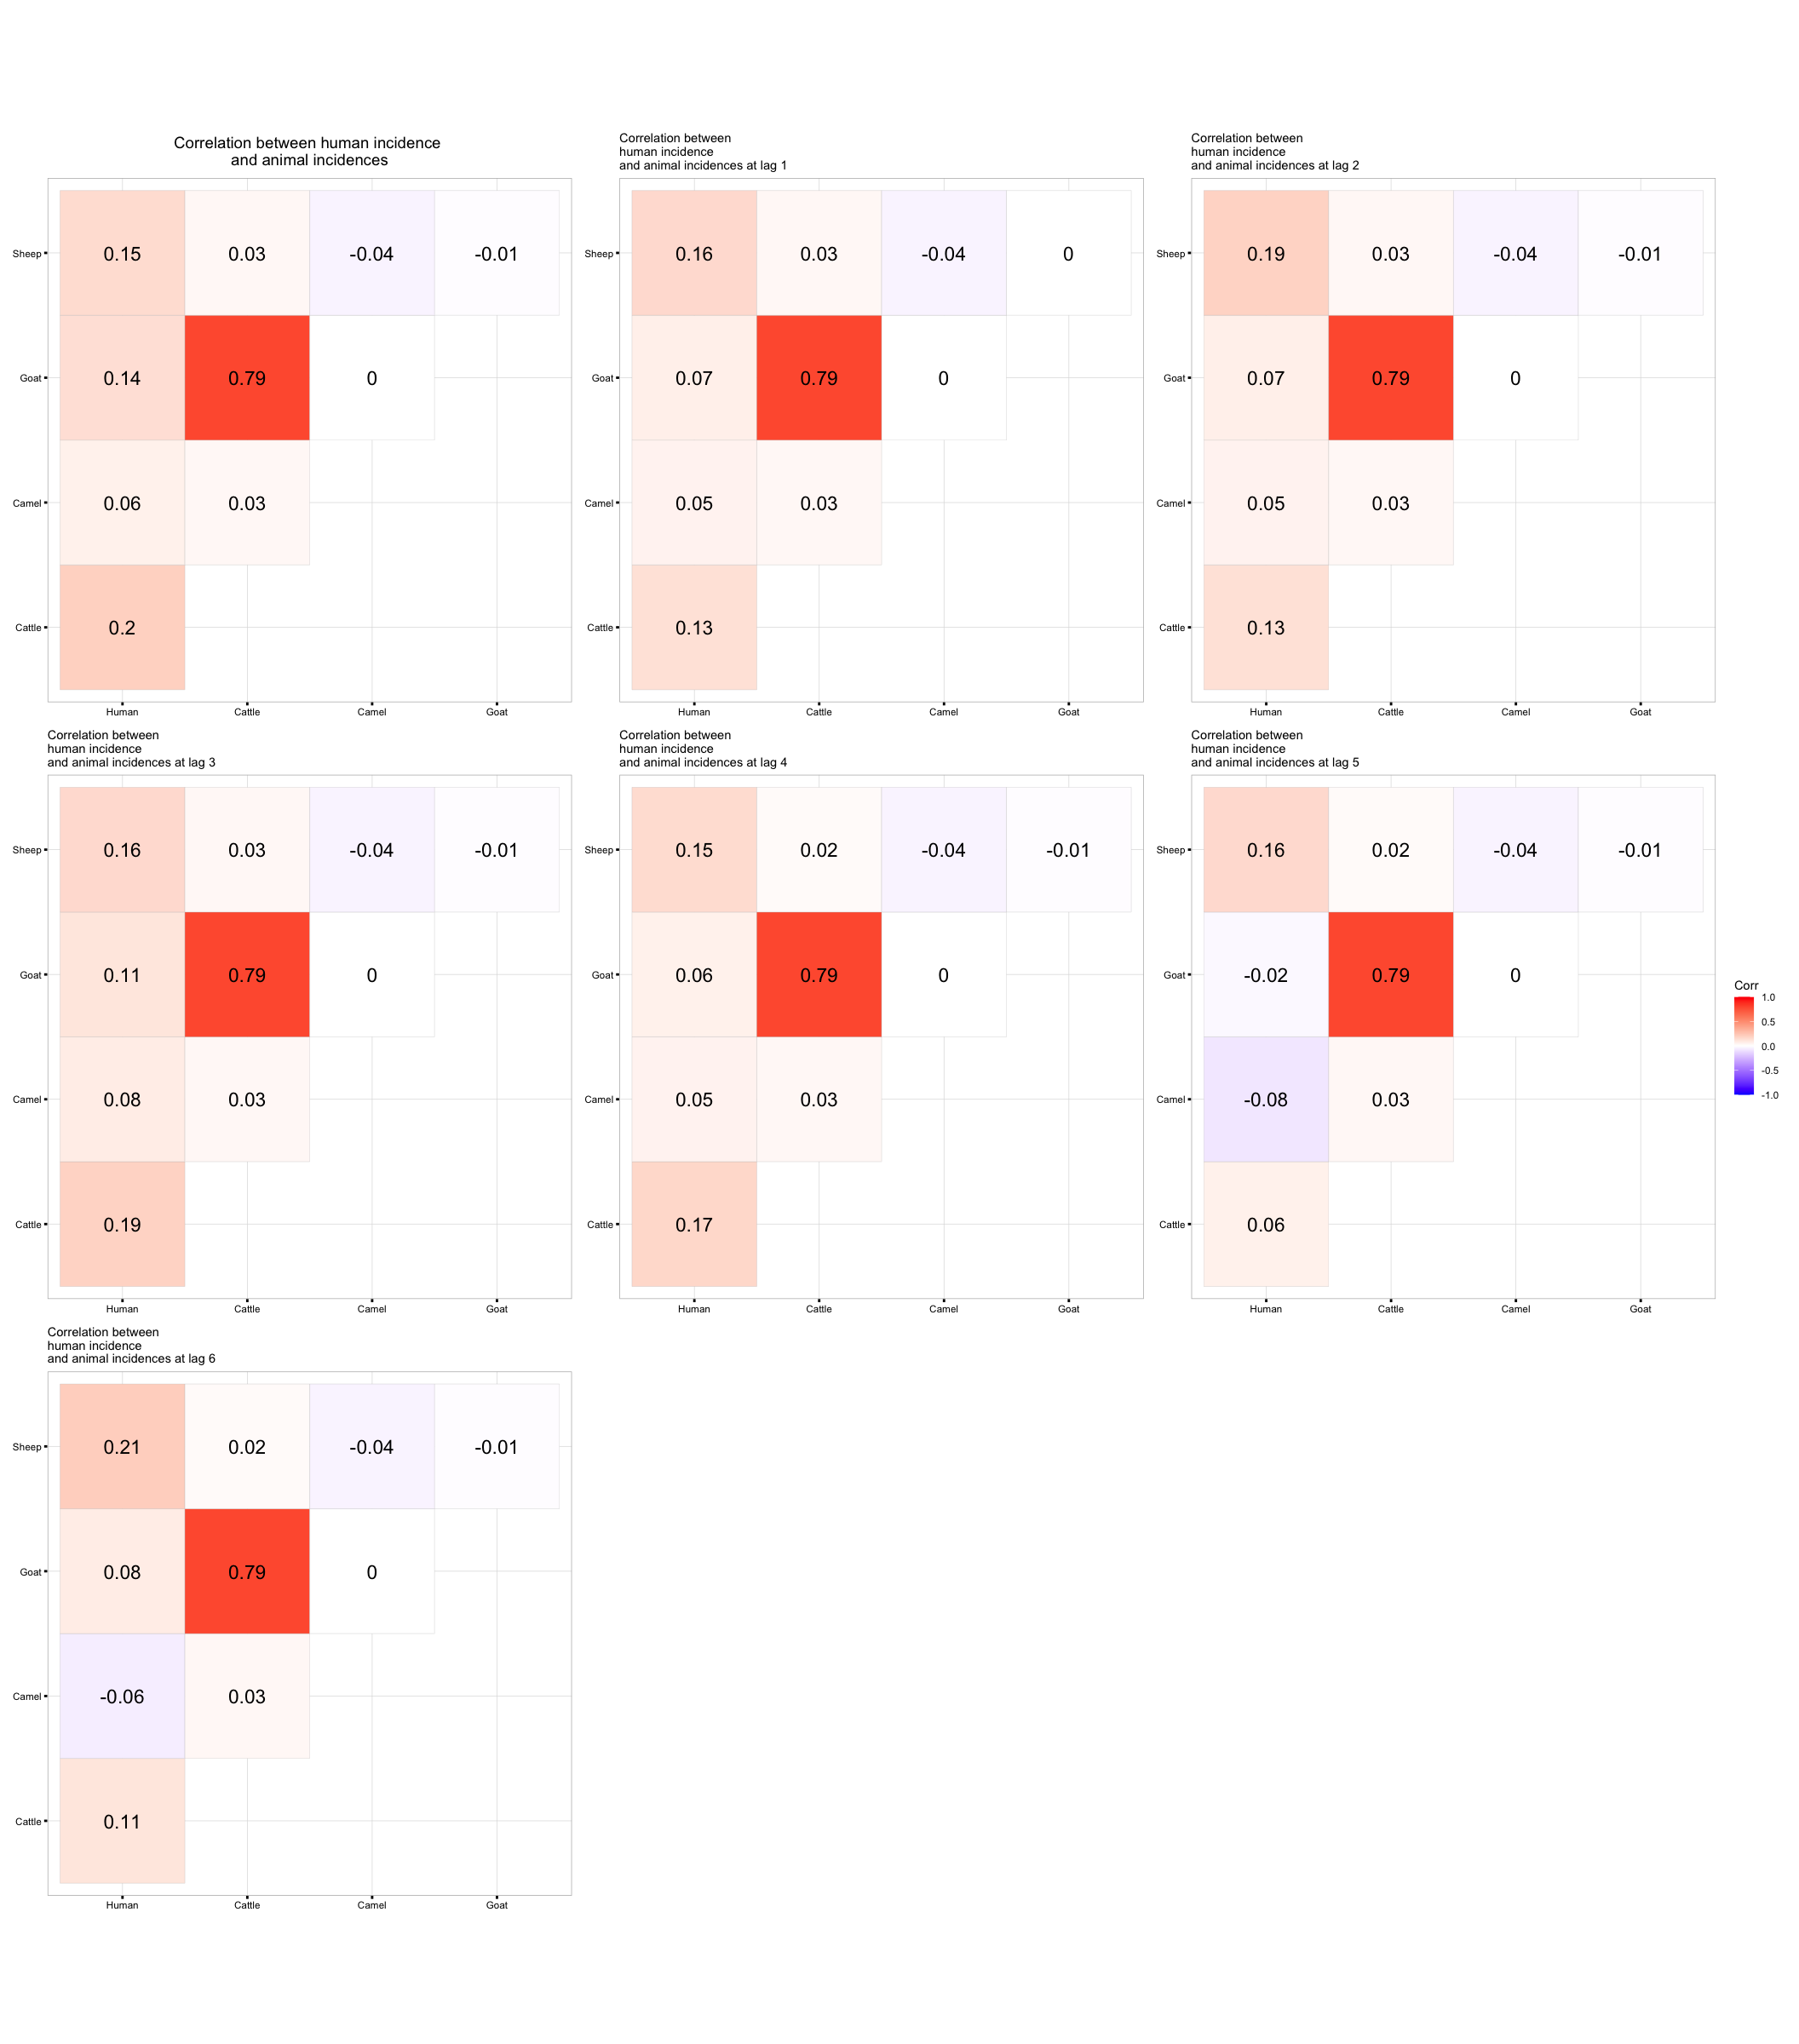 Correlation between human incidence
and animal incidences
Sheep
0.15 0.03 -0.04 -0.01
Goat
0.14 0.79 0
Camel
0.06 0.03
Cattle
0.2
Human Cattle Camel Goat
Correlation between
human incidence
and animal incidences at lag 1
Sheep
0.16 0.03 -0.04 0
Goat
0.07 0.79 0
Camel
0.05 0.03
Cattle
0.13
Human Cattle Camel Goat
Correlation between
human incidence
and animal incidences at lag 2
Sheep
0.19 0.03 -0.04 -0.01
Goat
0.07 0.79 0
Camel
0.05 0.03
Cattle
0.13
Human Cattle Camel Goat
Correlation between
human incidence
and animal incidences at lag 3
Sheep
0.16 0.03 -0.04 -0.01
Goat
0.11 0.79 0
Camel
0.08 0.03
Cattle
0.19
Human Cattle Camel Goat
Correlation between
human incidence
and animal incidences at lag 4
Sheep
0.15 0.02 -0.04 -0.01
Goat
0.06 0.79 0
Camel
0.05 0.03
Cattle
0.17
Human Cattle Camel Goat
Correlation between
human incidence
and animal incidences at lag 5
Sheep
0.16 0.02 -0.04 -0.01
Goat
-0.02 0.79 0
Camel
-0.08 0.03
Cattle
0.06
Human Cattle Camel Goat
Corr
1.0
0.5
0.0
-0.5
-1.0
Correlation between
human incidence
and animal incidences at lag 6
Sheep
0.21 0.02 -0.04 -0.01
Goat
0.08 0.79 0
Camel
-0.06 0.03
Cattle
0.11
Human Cattle Camel Goat